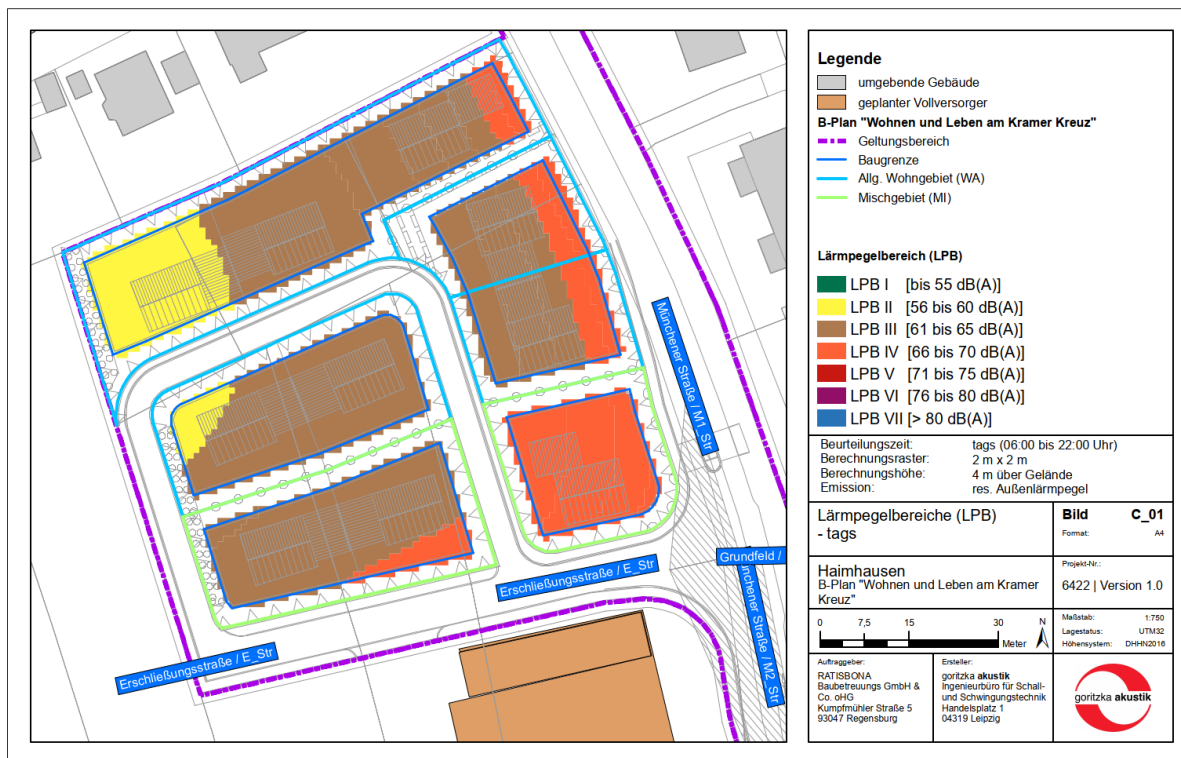 Münchener Straße / M1 Str
Grundfeld /
Münchener Straße / M2_Str
Erschließungsstraße / E_Str
Erschließungsstraße / E_Str
Legende
umgebende Gebäude
geplanter Vollversorger
B-Plan "Wohnen und Leben am Kramer Kreuz"
Geltungsbereich
Baugrenze
Allg. Wohngebiet (WA)
Mischgebiet (MI)
Lärmpegelbereich (LPB)
LPB I [bis 55 dB(A)]
LPB II [56 bis 60 dB(A)]
LPB III [61 bis 65 dB(A)]
LPB IV [66 bis 70 dB(A)]
LPB V [71 bis 75 dB(A)]
LPB VI [76 bis 80 dB(A)]
LPB VII [> 80 dB(A)]
Beurteilungszeit: tags (06:00 bis 22:00 Uhr)
Berechnungsraster: 2 m x 2 m
Berechnungshöhe: 4 m über Gelände
Emission: res. Außenlärmpegel
Lärmpegelbereiche (LPB)
- tags
Bild C_01
Format: A4
Haimhausen
B-Plan "Wohnen und Leben am Kramer
Kreuz"
Projekt-Nr.:
6422 | Version 1.0
0 7,5 15 30 N
Meter
Maßstab: 1:750
Lagestatus: UTM32
Höhensystem: DHHN2016
Auftraggeber:
RATISBONA
Baubetreuungs GmbH &
Co. oHG
Kumpfmühler Straße 5
93047 Regensburg
Ersteller:
goritzka akustik
Ingenieurbüro für Schall-
und Schwingungstechnik
Handelsplatz 1
04319 Leipzig
goritzka akustik